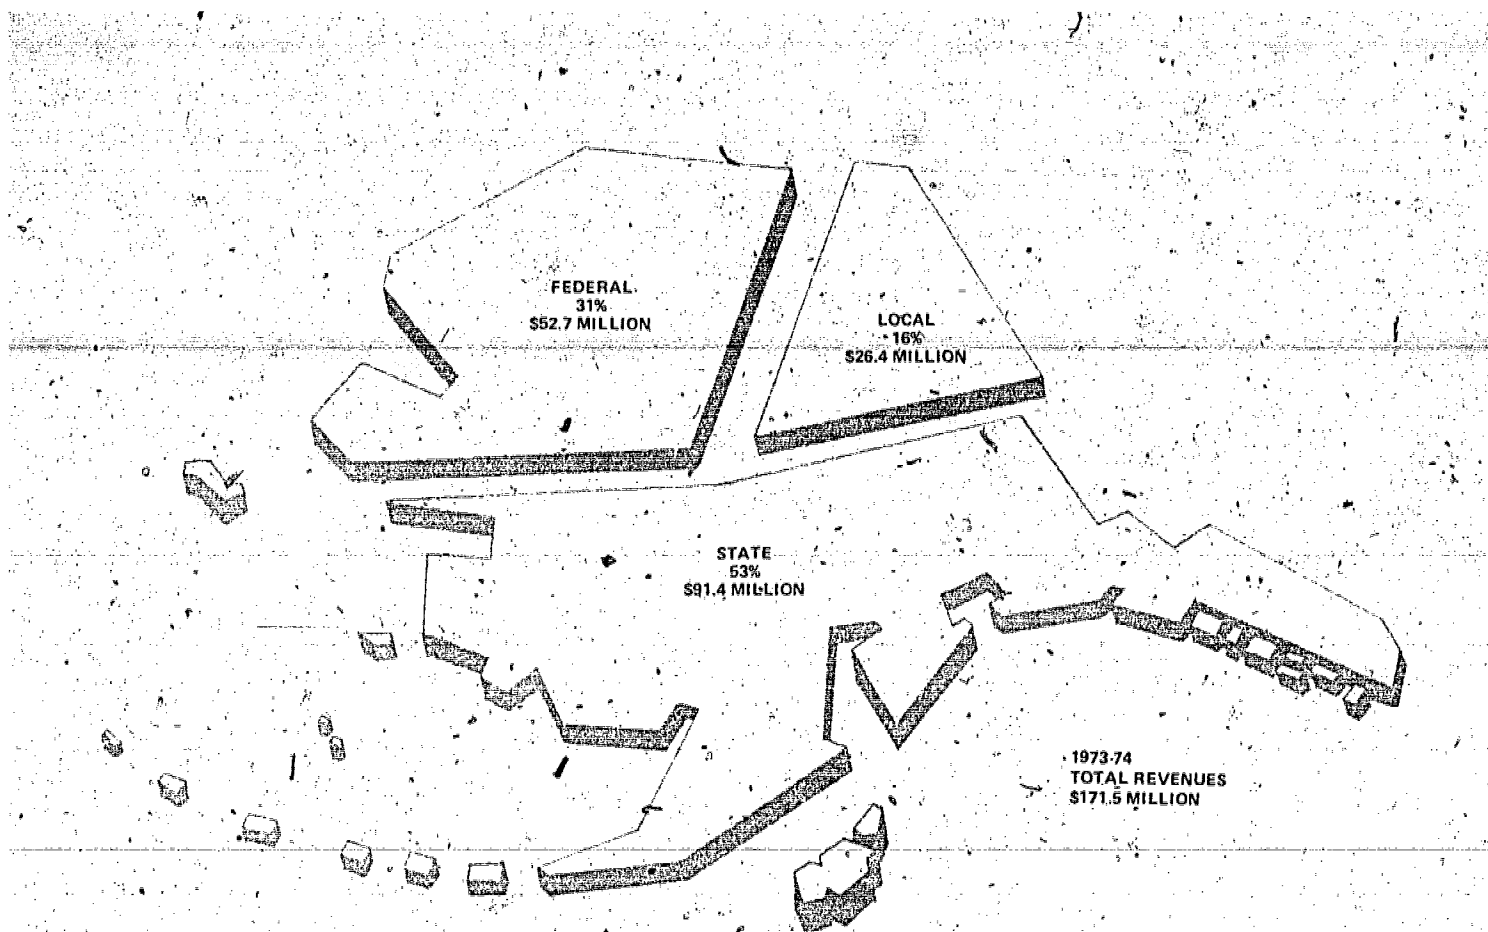 FEDERAL
31%
$52.7 MILLION
LOCAL
16%
$26.4 MILLION
STATE
53%
$91.4 MILLION
1973-74
TOTAL REVENUES
$171.5 MILLION